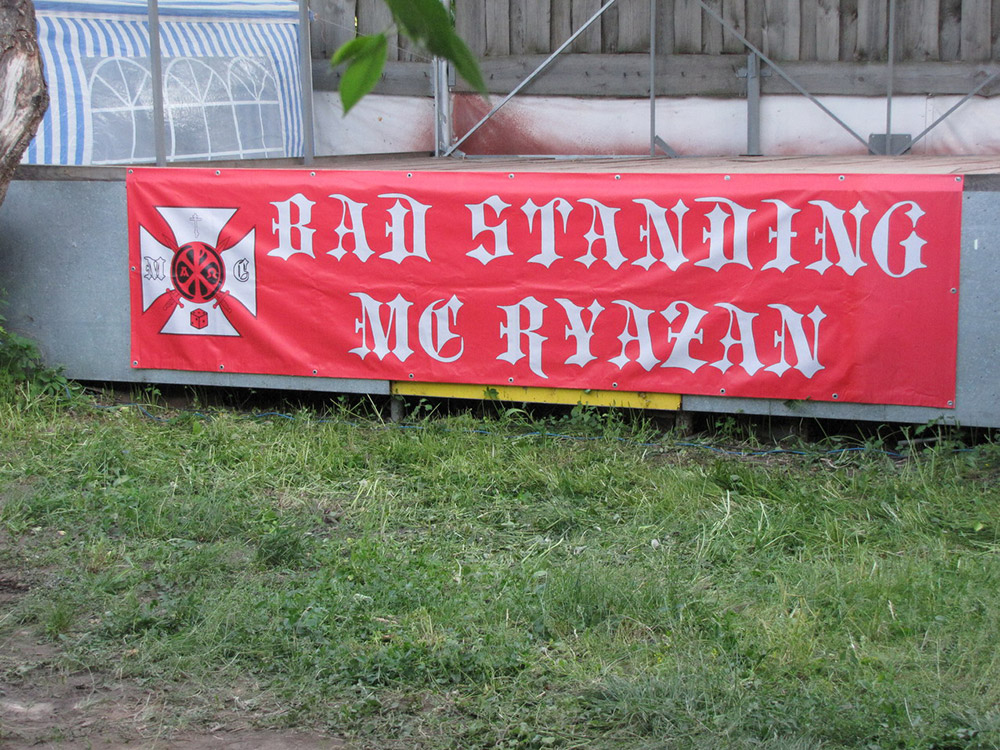 BAD STANDING
MC RYAZAN
M C
A Ω